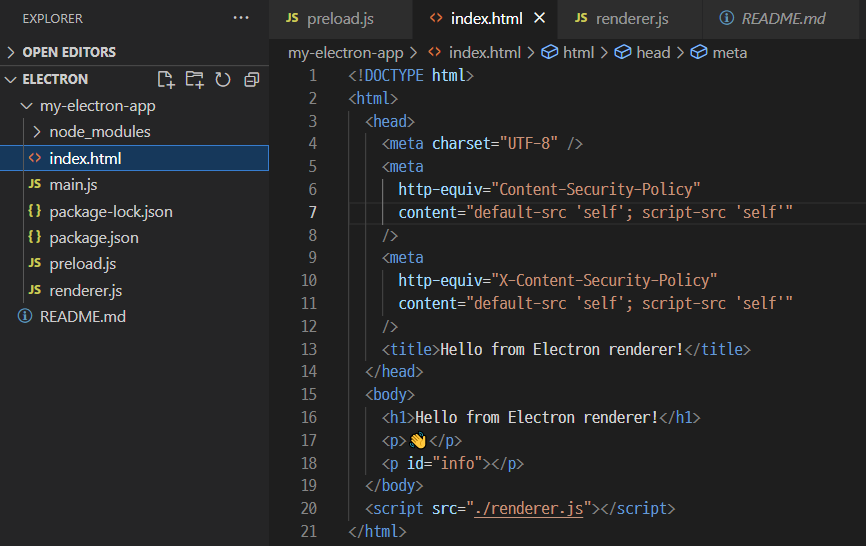 EXPLORER ···
OPEN EDITORS
ELECTRON
my-electron-app
node_modules
<> index.html
JS main.js
{} package-lock.json
{} package.json
JS preload.js
JS renderer.js
README.md
JS preload.js <> index.html JS renderer.js README.md
my-electron-app > <> index.html > html > head > meta
1 <!DOCTYPE html>
2 <html>
3 <head>
4 <meta charset="UTF-8" />
5 <meta
6 http-equiv="Content-Security-Policy"
7 content="default-src 'self'; script-src 'self'"
8 />
9 <meta
10 http-equiv="X-Content-Security-Policy"
11 content="default-src 'self'; script-src 'self'"
12 />
13 <title>Hello from Electron renderer!</title>
14 </head>
15 <body>
16 <h1>Hello from Electron renderer!</h1>
17 <p>👋</p>
18 <p id="info"></p>
19 </body>
20 <script src="./renderer.js"></script>
21 </html>